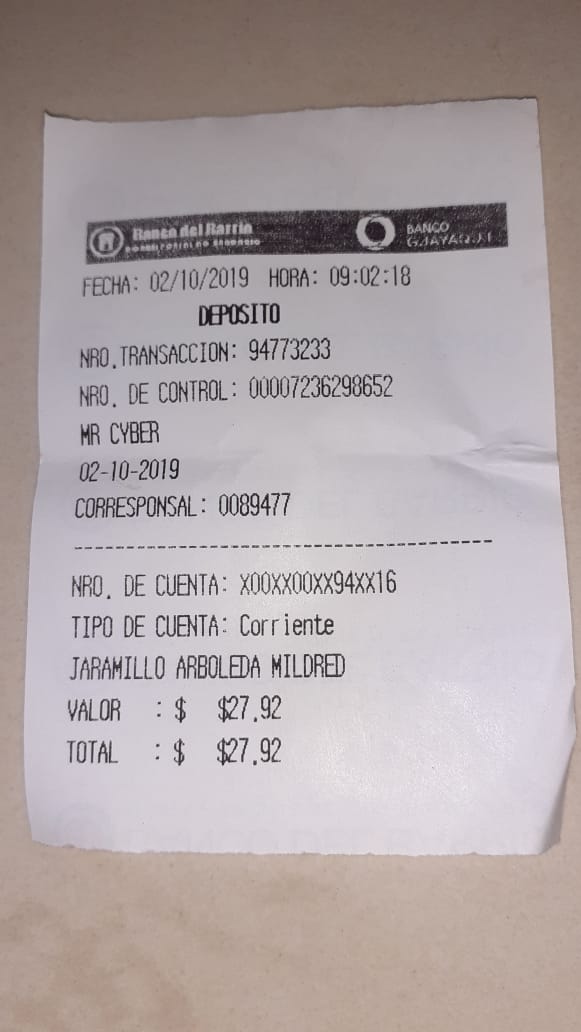 Banco del Barrio
BANCO
GUAYAQUIL
FECHA: 02/10/2019 HORA: 09:02:18
DEPOSITO
NRO.TRANSACCION: 94773233
NRO. DE CONTROL: 00007236298652
MR CYBER
02-10-2019
CORRESPONSAL: 0089477
------------------------------------------------
NRO. DE CUENTA: X00XX00XX94XX16
TIPO DE CUENTA: Corriente
JARAMILLO ARBOLEDA MILDRED
VALOR : $ $27.92
TOTAL : $ $27.92